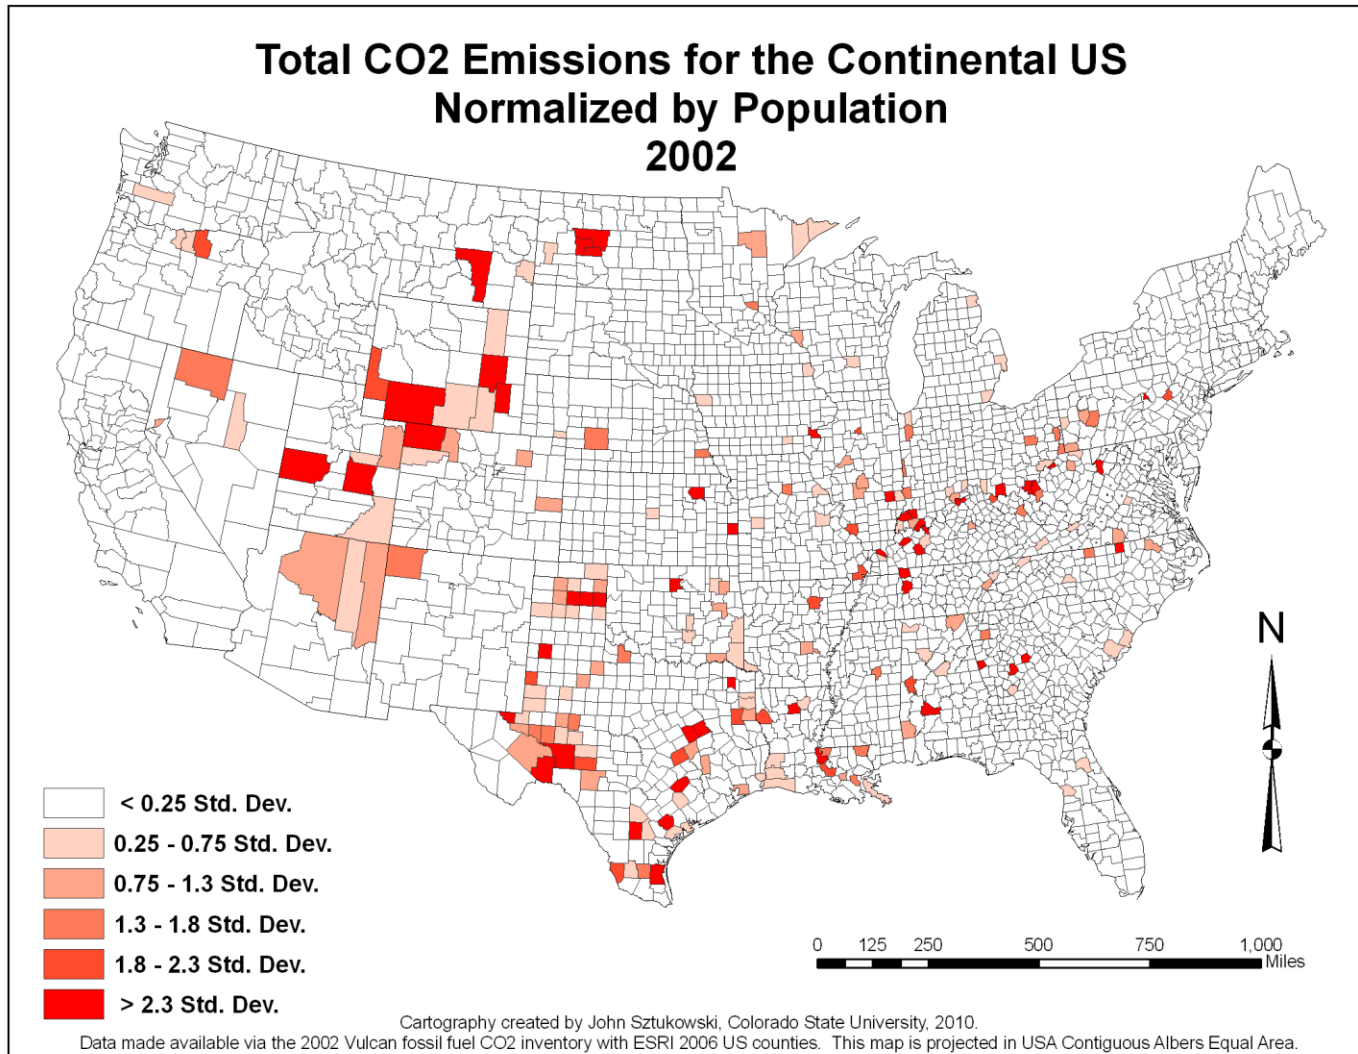 Total CO2 Emissions for the Continental US
Normalized by Population
2002
N
< 0.25 Std. Dev.
0.25 - 0.75 Std. Dev.
0.75 - 1.3 Std. Dev.
1.3 - 1.8 Std. Dev.
1.8 - 2.3 Std. Dev.
> 2.3 Std. Dev.
0 125 250 500 750 1,000
Miles
Cartography created by John Sztukowski, Colorado State University, 2010.
Data made available via the 2002 Vulcan fossil fuel CO2 inventory with ESRI 2006 US counties. This map is projected in USA Contiguous Albers Equal Area.